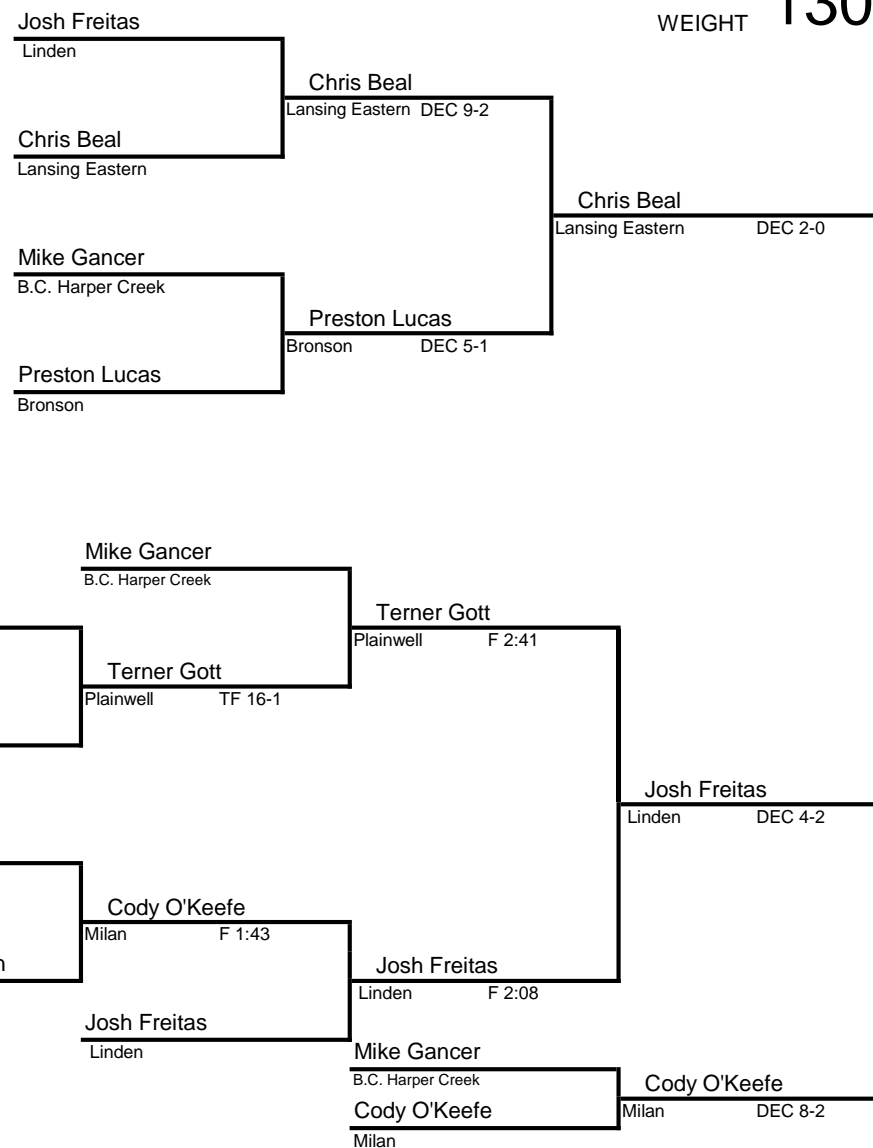 WEIGHT 130
Josh Freitas
Linden
Chris Beal
Lansing Eastern DEC 9-2
Chris Beal
Lansing Eastern
Chris Beal
Lansing Eastern DEC 2-0
Mike Gancer
B.C. Harper Creek
Preston Lucas
Bronson DEC 5-1
Preston Lucas
Bronson
Mike Gancer
B.C. Harper Creek
Terner Gott
Plainwell F 2:41
Terner Gott
Plainwell TF 16-1
Josh Freitas
Linden DEC 4-2
Cody O'Keefe
Milan F 1:43
Josh Freitas
Linden F 2:08
Josh Freitas
Linden
Mike Gancer
B.C. Harper Creek
Cody O'Keefe
Milan DEC 8-2
Cody O'Keefe
Milan